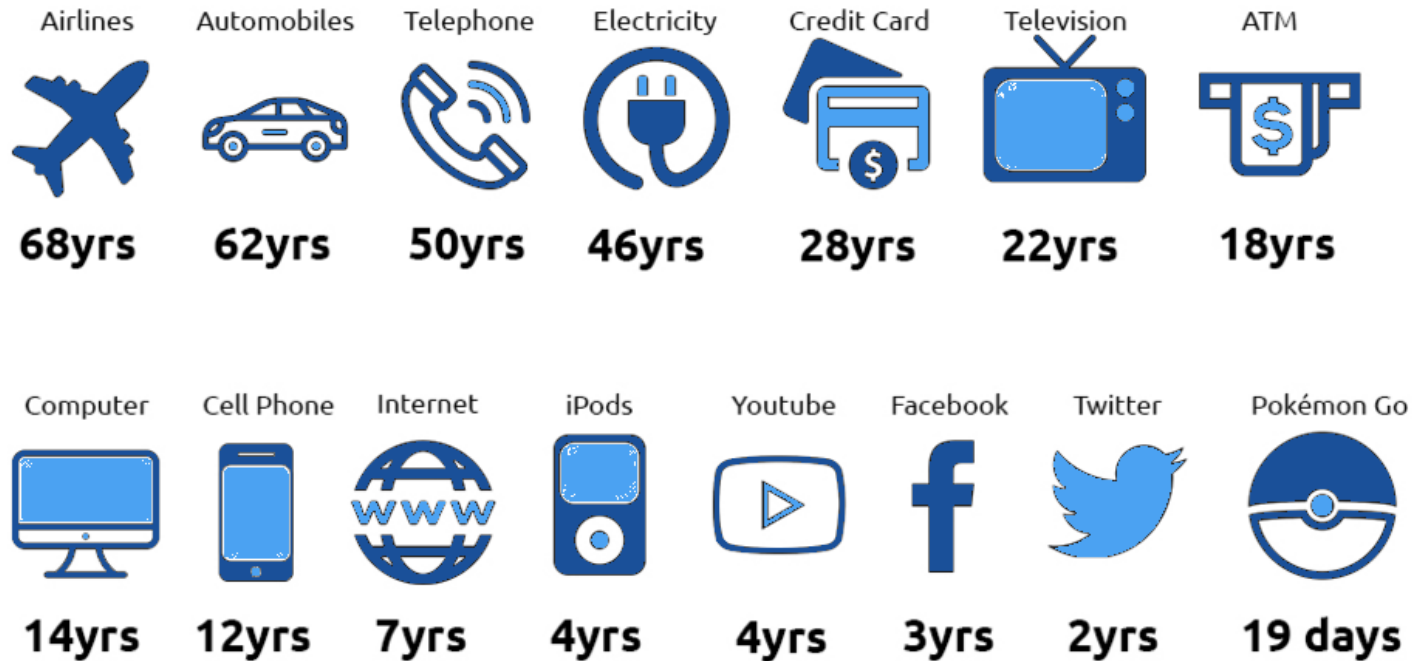 Airlines Automobiles Telephone Electricity Credit Card Television ATM
$ $
68yrs 62yrs 50yrs 46yrs 28yrs 22yrs 18yrs
Computer Cell Phone Internet iPods Youtube Facebook Twitter Pokémon Go
www f
14yrs 12yrs 7yrs 4yrs 4yrs 3yrs 2yrs 19 days